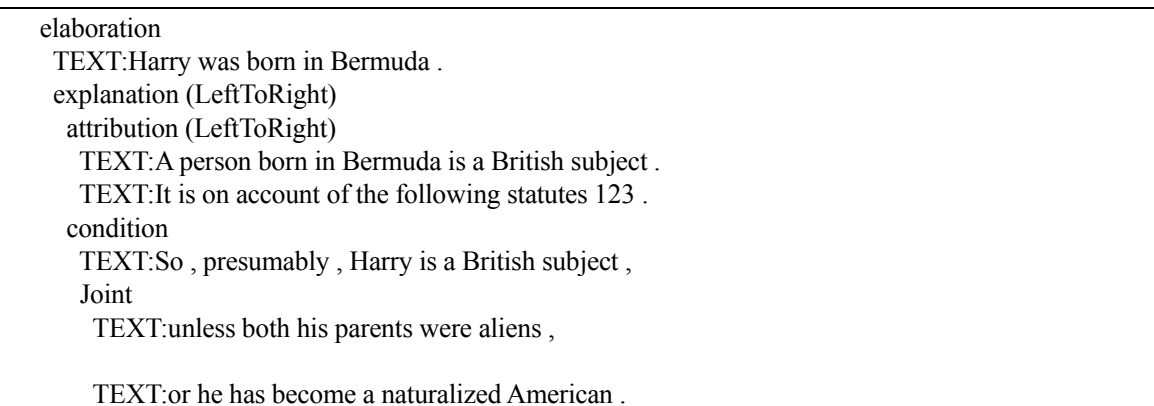 elaboration
TEXT:Harry was born in Bermuda .
explanation (LeftToRight)
attribution (LeftToRight)
TEXT:A person born in Bermuda is a British subject .
TEXT:It is on account of the following statutes 123 .
condition
TEXT:So , presumably , Harry is a British subject ,
Joint
TEXT:unless both his parents were aliens ,
TEXT:or he has become a naturalized American .